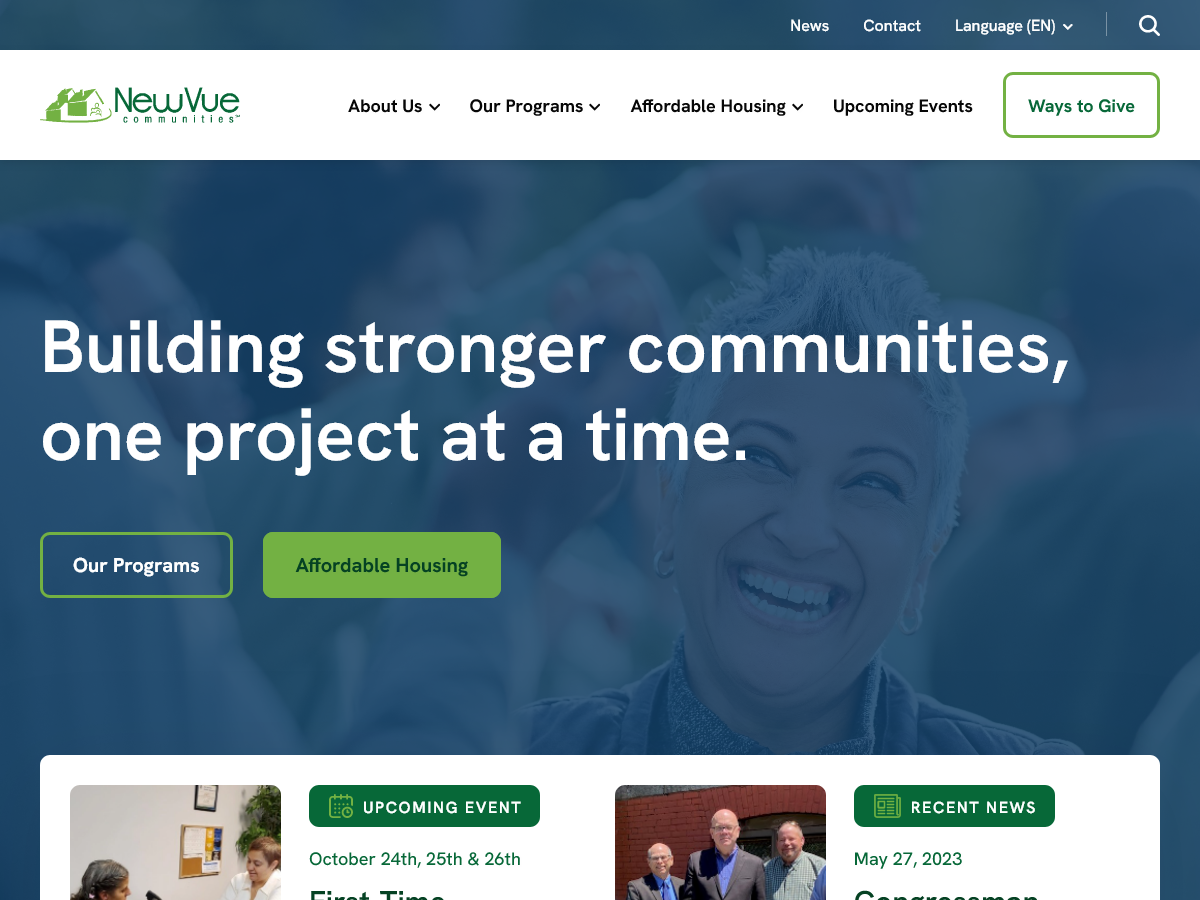 News
Contact
Language (EN)
NewVue
communities™
About Us
Our Programs
Affordable Housing
Upcoming Events
Ways to Give
Building stronger communities,
one project at a time.
Our Programs
Affordable Housing
UPCOMING EVENT
October 24th, 25th & 26th
First-Time
RECENT NEWS
May 27, 2023
Congressman